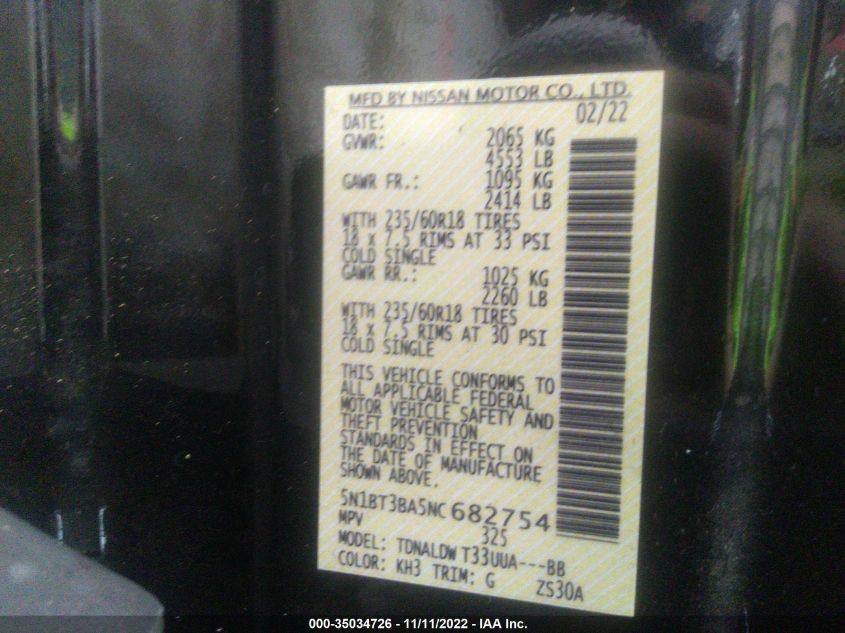 MFD BY NISSAN MOTOR CO., LTD.
DATE: 02/22
GVWR: 2065 KG
4553 LB
GAWR FR.: 1095 KG
2414 LB
WITH 235/60R18 TIRES
18 x 7.5 RIMS AT 33 PSI
COLD SINGLE
GAWR RR.: 1025 KG
2260 LB
WITH 235/60R18 TIRES
18 x 7.5 RIMS AT 30 PSI
COLD SINGLE
THIS VEHICLE CONFORMS TO
ALL APPLICABLE FEDERAL
MOTOR VEHICLE SAFETY AND
THEFT PREVENTION
STANDARDS IN EFFECT ON
THE DATE OF MANUFACTURE
SHOWN ABOVE.
5N1BT3BA5NC682754
MPV 325
MODEL: TDNALDW T33UUA---BB
COLOR: KH3 TRIM: G ZS30A
000-35034726 - 11/11/2022 - IAA Inc.